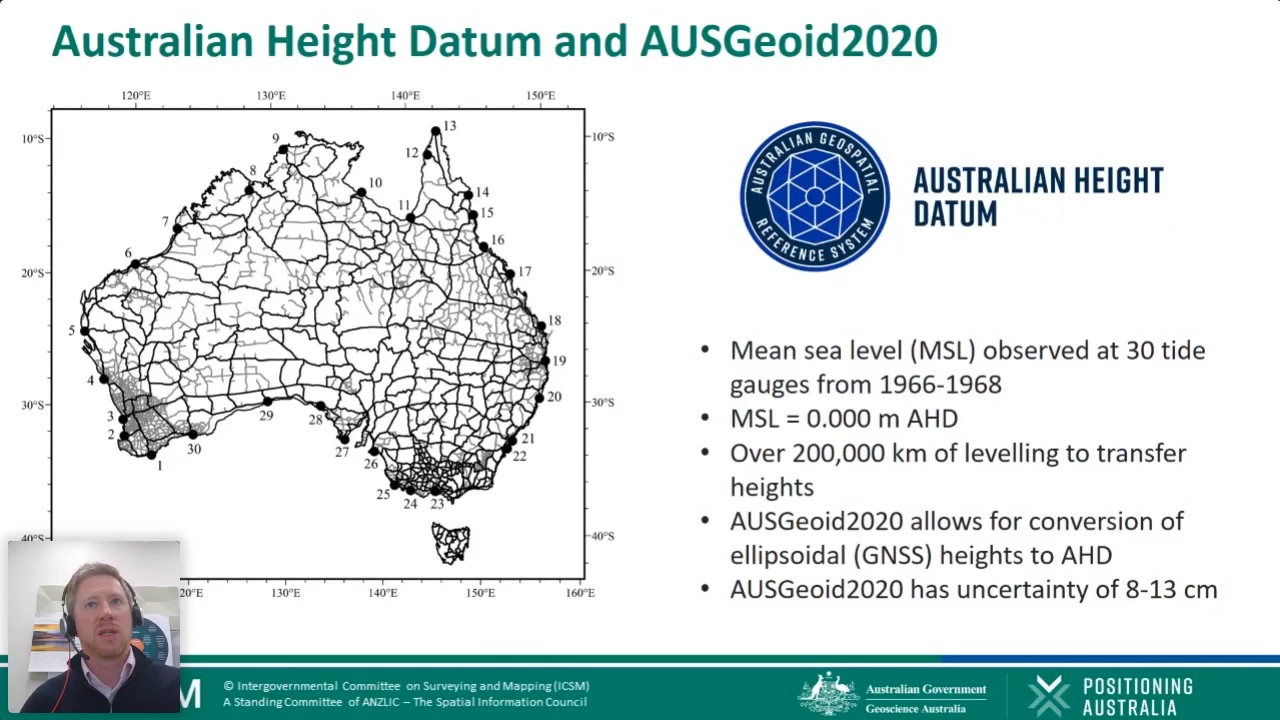 Australian Height Datum and AUSGeoid2020
120°E 130°E 140°E 150°E
10°S 10°S
20°S 20°S
30°S 30°S
40°S 40°S
20°E 130°E 140°E 150°E 160°E
13
9
12
8
10
14
11
15
7
16
6
17
18
5
19
4
20
29
28
3
21
2
30
27
22
26
1
25
24
23
AUSTRALIAN GEOSPATIAL
REFERENCE SYSTEM
AUSTRALIAN HEIGHT
DATUM
• Mean sea level (MSL) observed at 30 tide
gauges from 1966-1968
• MSL = 0.000 m AHD
• Over 200,000 km of levelling to transfer
heights
• AUSGeoid2020 allows for conversion of
ellipsoidal (GNSS) heights to AHD
• AUSGeoid2020 has uncertainty of 8-13 cm
M
© Intergovernmental Committee on Surveying and Mapping (ICSM)
A Standing Committee of ANZLIC – The Spatial Information Council
Australian Government
Geoscience Australia
POSITIONING
AUSTRALIA